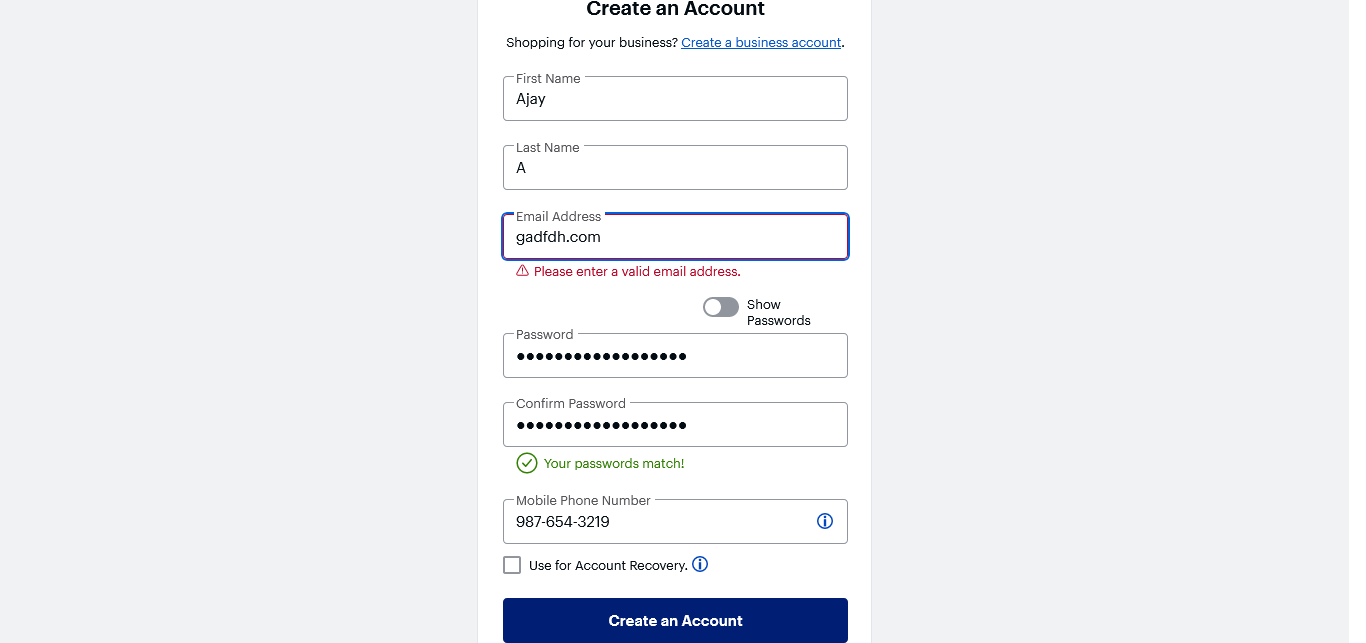 Create an Account
Shopping for your business? Create a business account.
First Name
Ajay
Last Name
A
Email Address
gadfdh.com
Please enter a valid email address.
Show
Passwords
Password
••••••••••••••••••
Confirm Password
••••••••••••••••••
Your passwords match!
Mobile Phone Number
987-654-3219
Use for Account Recovery.
Create an Account